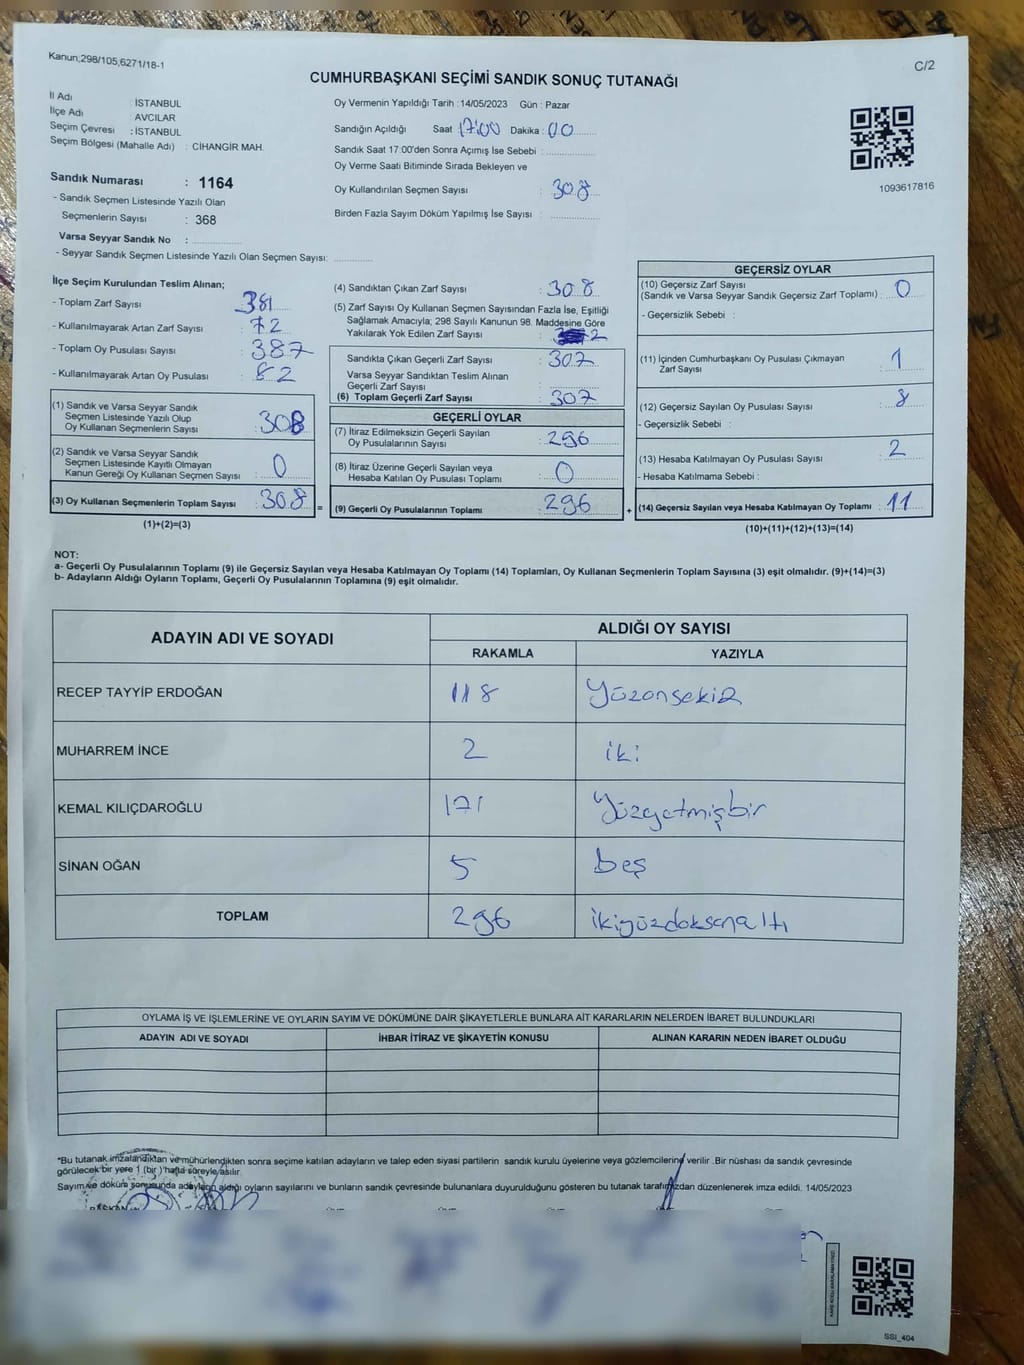 Kanun;298/105,6271/18-1
C/2
CUMHURBAŞKANI SEÇİMİ SANDIK SONUÇ TUTANAĞI
İl Adı : İSTANBUL
İlçe Adı : AVCILAR
Seçim Çevresi : İSTANBUL
Seçim Bölgesi (Mahalle Adı) : CİHANGİR MAH.
Sandık Numarası : 1164
- Sandık Seçmen Listesinde Yazılı Olan
Seçmenlerin Sayısı : 368
Varsa Seyyar Sandık No :
- Seyyar Sandık Seçmen Listesinde Yazılı Olan Seçmen Sayısı:
Oy Vermenin Yapıldığı Tarih :14/05/2023 Gün : Pazar
Sandığın Açıldığı Saat 17:00 Dakika : 00
Sandık Saat 17:00'den Sonra Açımış İse Sebebi :
Oy Verme Saati Bitiminde Sırada Bekleyen ve
Oy Kullandırılan Seçmen Sayısı : 308
Birden Fazla Sayım Döküm Yapılmış İse Sayısı :
1093617816
İlçe Seçim Kurulundan Teslim Alınan;
- Toplam Zarf Sayısı : 381
- Kullanılmayarak Artan Zarf Sayısı : 72
- Toplam Oy Pusulası Sayısı : 387
- Kullanılmayarak Artan Oy Pusulası : 82
(1) Sandık ve Varsa Seyyar Sandık
Seçmen Listesinde Yazılı Olup
Oy Kullanan Seçmenlerin Sayısı : 308
(2) Sandık ve Varsa Seyyar Sandık
Seçmen Listesinde Kayıtlı Olmayan
Kanun Gereği Oy Kullanan Seçmen Sayısı : 0
(3) Oy Kullanan Seçmenlerin Toplam Sayısı : 308
=
(1)+(2)=(3)
(4) Sandıktan Çıkan Zarf Sayısı : 308
(5) Zarf Sayısı Oy Kullanan Seçmen Sayısından Fazla İse, Eşitliği
Sağlamak Amacıyla; 298 Sayılı Kanunun 98. Maddesine Göre
Yakılarak Yok Edilen Zarf Sayısı : 2
Sandıkta Çıkan Geçerli Zarf Sayısı : 307
Varsa Seyyar Sandıktan Teslim Alınan
Geçerli Zarf Sayısı :
(6) Toplam Geçerli Zarf Sayısı : 307
GEÇERLİ OYLAR
(7) İtiraz Edilmeksizin Geçerli Sayılan
Oy Pusulalarının Sayısı : 296
(8) İtiraz Üzerine Geçerli Sayılan veya
Hesaba Katılan Oy Pusulası Toplamı : 0
(9) Geçerli Oy Pusulalarının Toplamı : 296
+
GEÇERSİZ OYLAR
(10) Geçersiz Zarf Sayısı
(Sandık ve Varsa Seyyar Sandık Geçersiz Zarf Toplamı) : 0
- Geçersizlik Sebebi :
(11) İçinden Cumhurbaşkanı Oy Pusulası Çıkmayan
Zarf Sayısı : 1
(12) Geçersiz Sayılan Oy Pusulası Sayısı : 8
- Geçersizlik Sebebi :
(13) Hesaba Katılmayan Oy Pusulası Sayısı : 2
- Hesaba Katılmama Sebebi :
(14) Geçersiz Sayılan veya Hesaba Katılmayan Oy Toplamı : 11
(10)+(11)+(12)+(13)=(14)
NOT:
a- Geçerli Oy Pusulalarının Toplamı (9) ile Geçersiz Sayılan veya Hesaba Katılmayan Oy Toplamı (14) Toplamları, Oy Kullanan Seçmenlerin Toplam Sayısına (3) eşit olmalıdır. (9)+(14)=(3)
b- Adayların Aldığı Oyların Toplamı, Geçerli Oy Pusulalarının Toplamına (9) eşit olmalıdır.
ADAYIN ADI VE SOYADI
ALDIĞI OY SAYISI
RAKAMLA YAZIYLA
RECEP TAYYİP ERDOĞAN 118 Yüzonsekiz
MUHARREM İNCE 2 iki
KEMAL KILIÇDAROĞLU 171 Yüzyetmişbir
SİNAN OĞAN 5 beş
TOPLAM 296 ikiyüzdoksanaltı
OYLAMA İŞ VE İŞLEMLERİNE VE OYLARIN SAYIM VE DÖKÜMÜNE DAİR ŞİKAYETLERLE BUNLARA AİT KARARLARIN NELERDEN İBARET BULUNDUKLARI
ADAYIN ADI VE SOYADI İHBAR İTİRAZ VE ŞİKAYETİN KONUSU ALINAN KARARIN NEDEN İBARET OLDUĞU
*Bu tutanak imzalandıktan ve mühürlendikten sonra seçime katılan adayların ve talep eden siyasi partilerin sandık kurulu üyelerine veya gözlemcilerine verilir .Bir nüshası da sandık çevresinde
görülecek bir yere 1 (bir ) hafta süreyle asılır.
Sayım ve döküm sonucunda adayların aldığı oyların sayılarını ve bunların sandık çevresinde bulunanlara duyurulduğunu gösteren bu tutanak tarafımızdan düzenlenerek imza edildi. 14/05/2023
BAŞKAN
SSİ_404